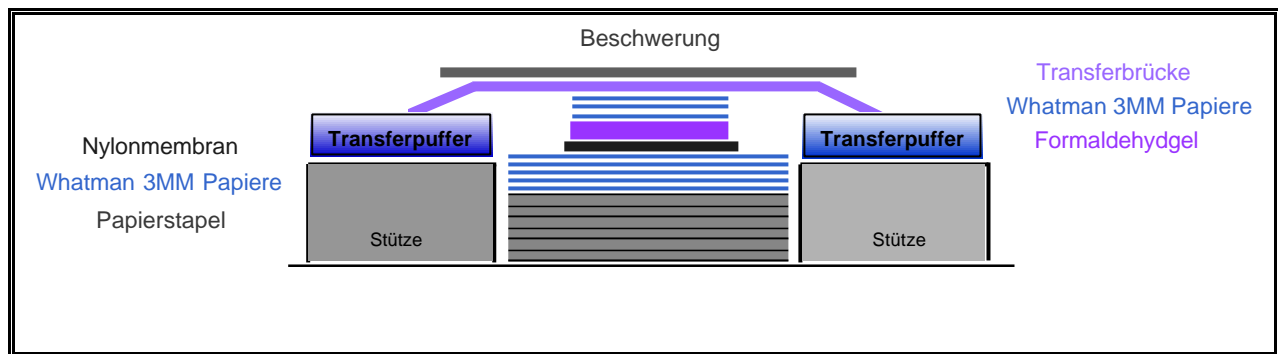 Beschwerung
Transferbrücke
Whatman 3MM Papiere
Formaldehydgel
Transferpuffer
Transferpuffer
Nylonmembran
Whatman 3MM Papiere
Papierstapel
Stütze
Stütze